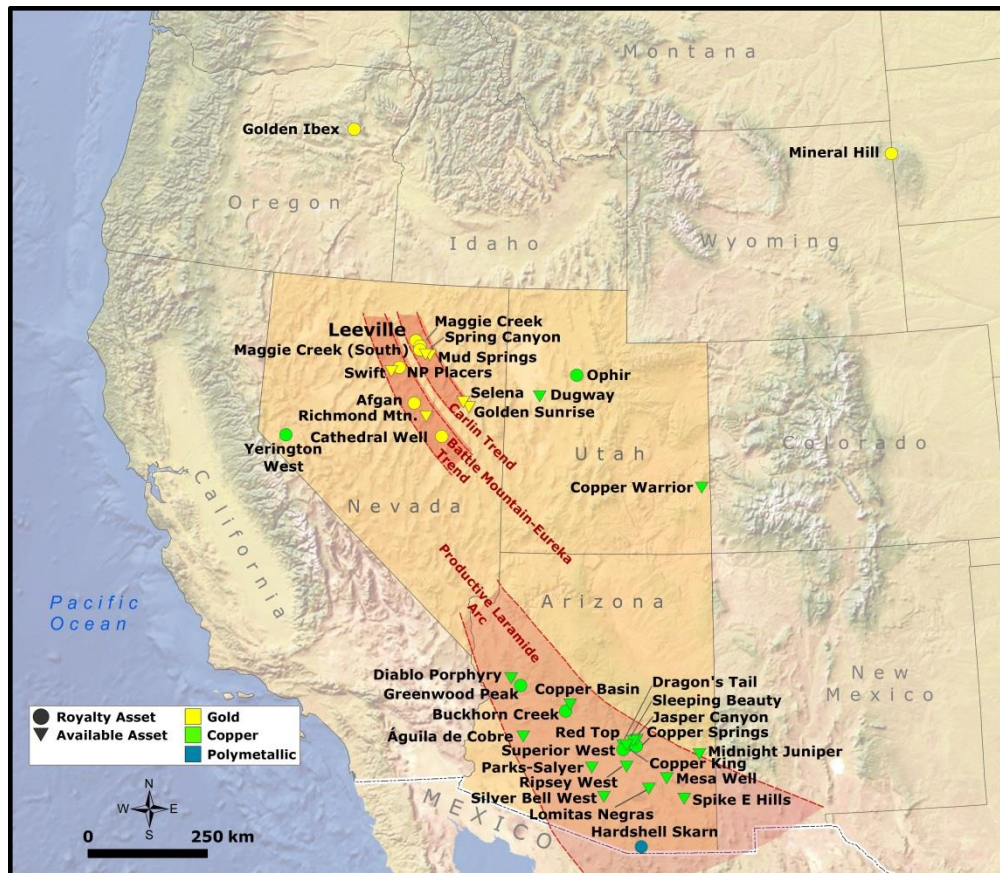 Montana
Golden Ibex
Mineral Hill
Oregon
Idaho
Wyoming
Leeville
Maggie Creek
Spring Canyon
Maggie Creek (South)
Mud Springs
Swift
NP Placers
Ophir
Selena
Dugway
Afgan
Golden Sunrise
Richmond Mtn.
Carlin Trend
Cathedral Well
Yerington
West
Battle Mountain-Eureka
Trend
Utah
Colorado
Copper Warrior
Nevada
California
Productive Laramide
Arc
Arizona
Pacific
Ocean
New
Mexico
Diablo Porphyry
Greenwood Peak
Copper Basin
Dragon's Tail
Sleeping Beauty
Buckhorn Creek
Jasper Canyon
Red Top
Copper Springs
Águila de Cobre
Superior West
Midnight Juniper
Copper King
Parks-Salyer
Mesa Well
Ripsey West
Silver Bell West
Spike E Hills
Lomitas Negras
Hardshell Skarn
MEXICO
Royalty Asset
Available Asset
Gold
Copper
Polymetallic
N
W
E
S
0
250 km